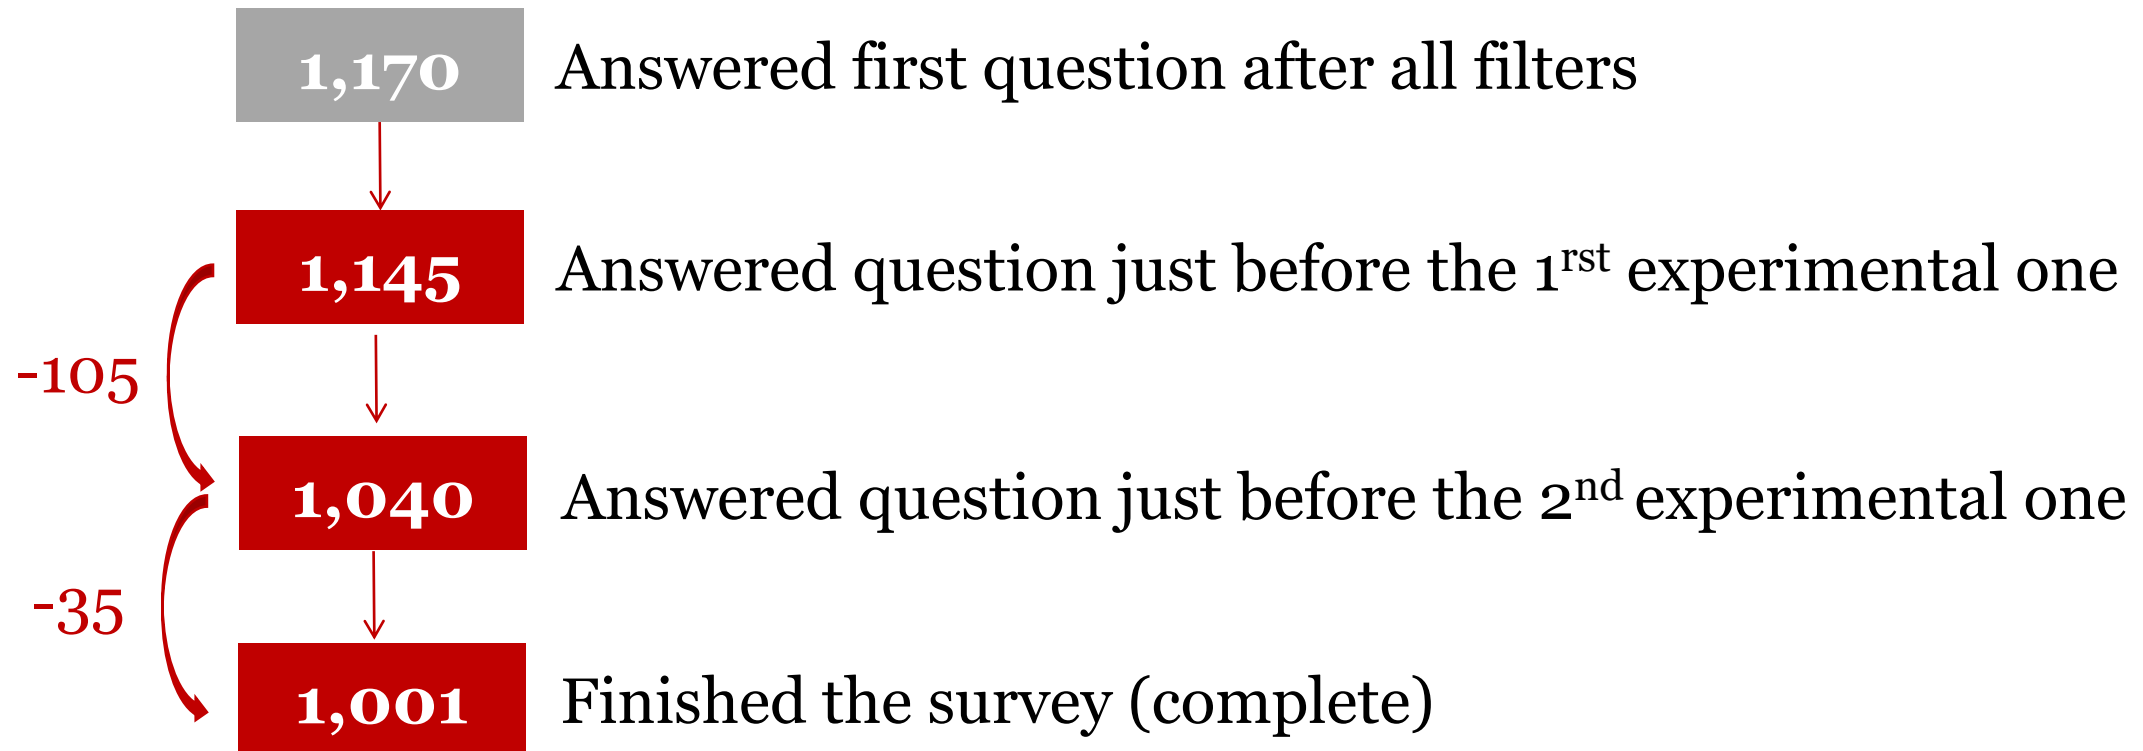 1,170 Answered first question after all filters
1,145 Answered question just before the 1rst experimental one
-105
1,040 Answered question just before the 2nd experimental one
-35
1,001 Finished the survey (complete)